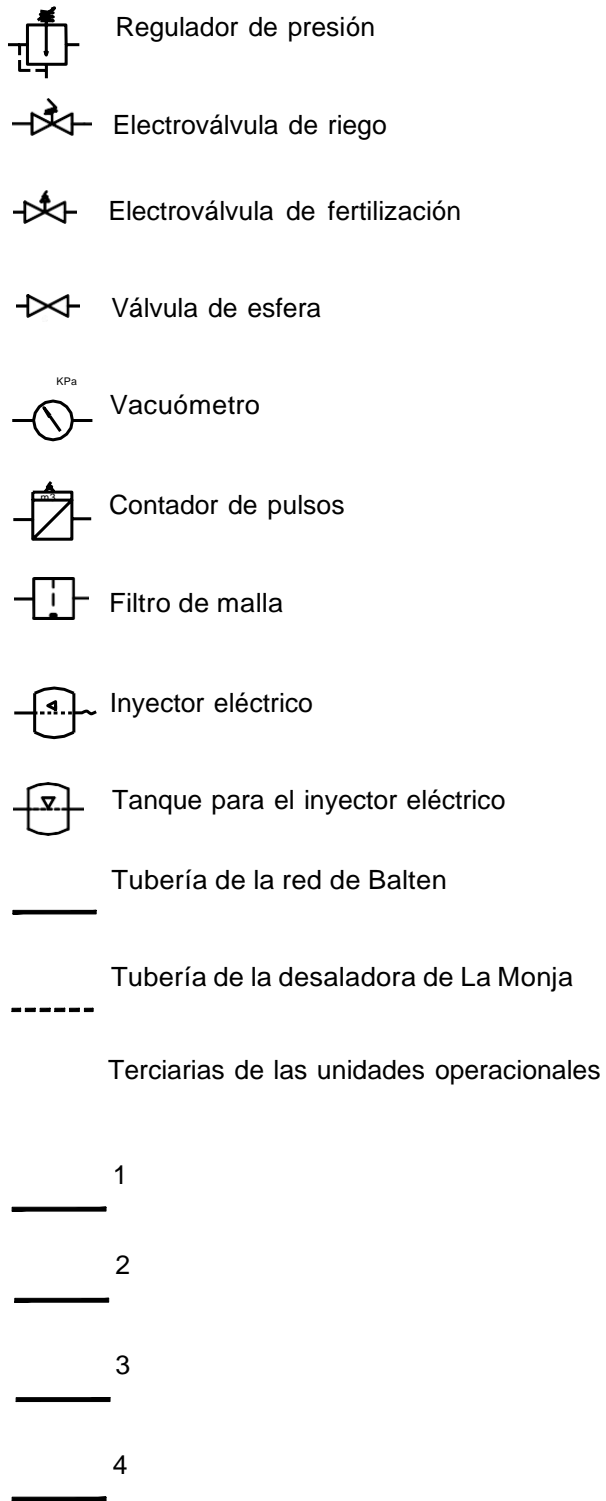 Regulador de presión
Electroválvula de riego
Electroválvula de fertilización
Válvula de esfera
KPa
Vacuómetro
m3
Contador de pulsos
Filtro de malla
Inyector eléctrico
Tanque para el inyector eléctrico
Tubería de la red de Balten
Tubería de la desaladora de La Monja
Terciarias de las unidades operacionales
1
2
3
4